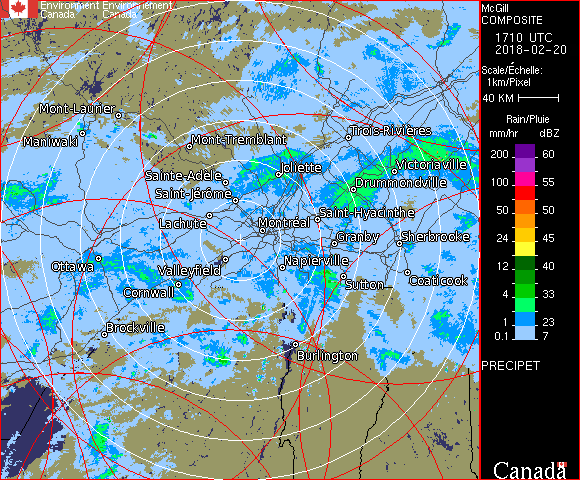 Environment Environnement
Canada Canada
McGill
COMPOSITE
1710 UTC
2018-02-20
Scale/Échelle:
1km/Pixel
40 KM
Rain/Pluie
mm/hr dBZ
200 60
100 55
50 50
24 45
12 40
4 33
1 23
0.1 7
PRECIPET
Canada
Mont-Laurier
Maniwaki
Mont-Tremblant
Trois-Rivières
Sainte-Adèle
Joliette
Victoriaville
Saint-Jérôme
Drummondville
Lachute
Montréal
Saint-Hyacinthe
Granby
Sherbrooke
Ottawa
Valleyfield
Napierville
Cornwall
Sutton
Coaticook
Brockville
Burlington